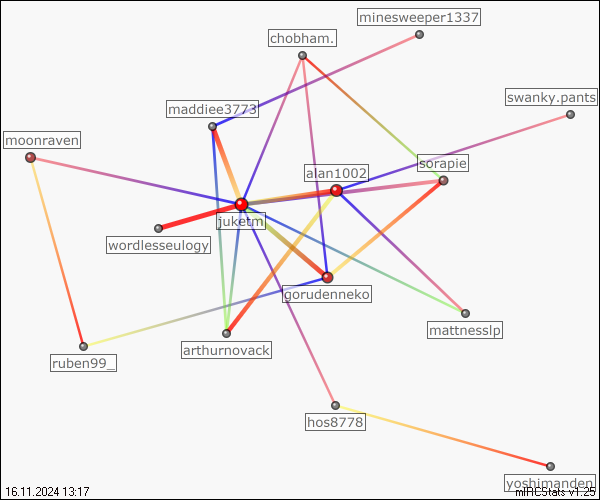 minesweeper1337
chobham.
swanky.pants
maddiee3773
moonraven
sorapie
alan1002
juketm
wordlesseulogy
gorudenneko
mattnesslp
arthurnovack
ruben99_
hos8778
yoshimanden
16.11.2024 13:17
mIRCStats v1.25